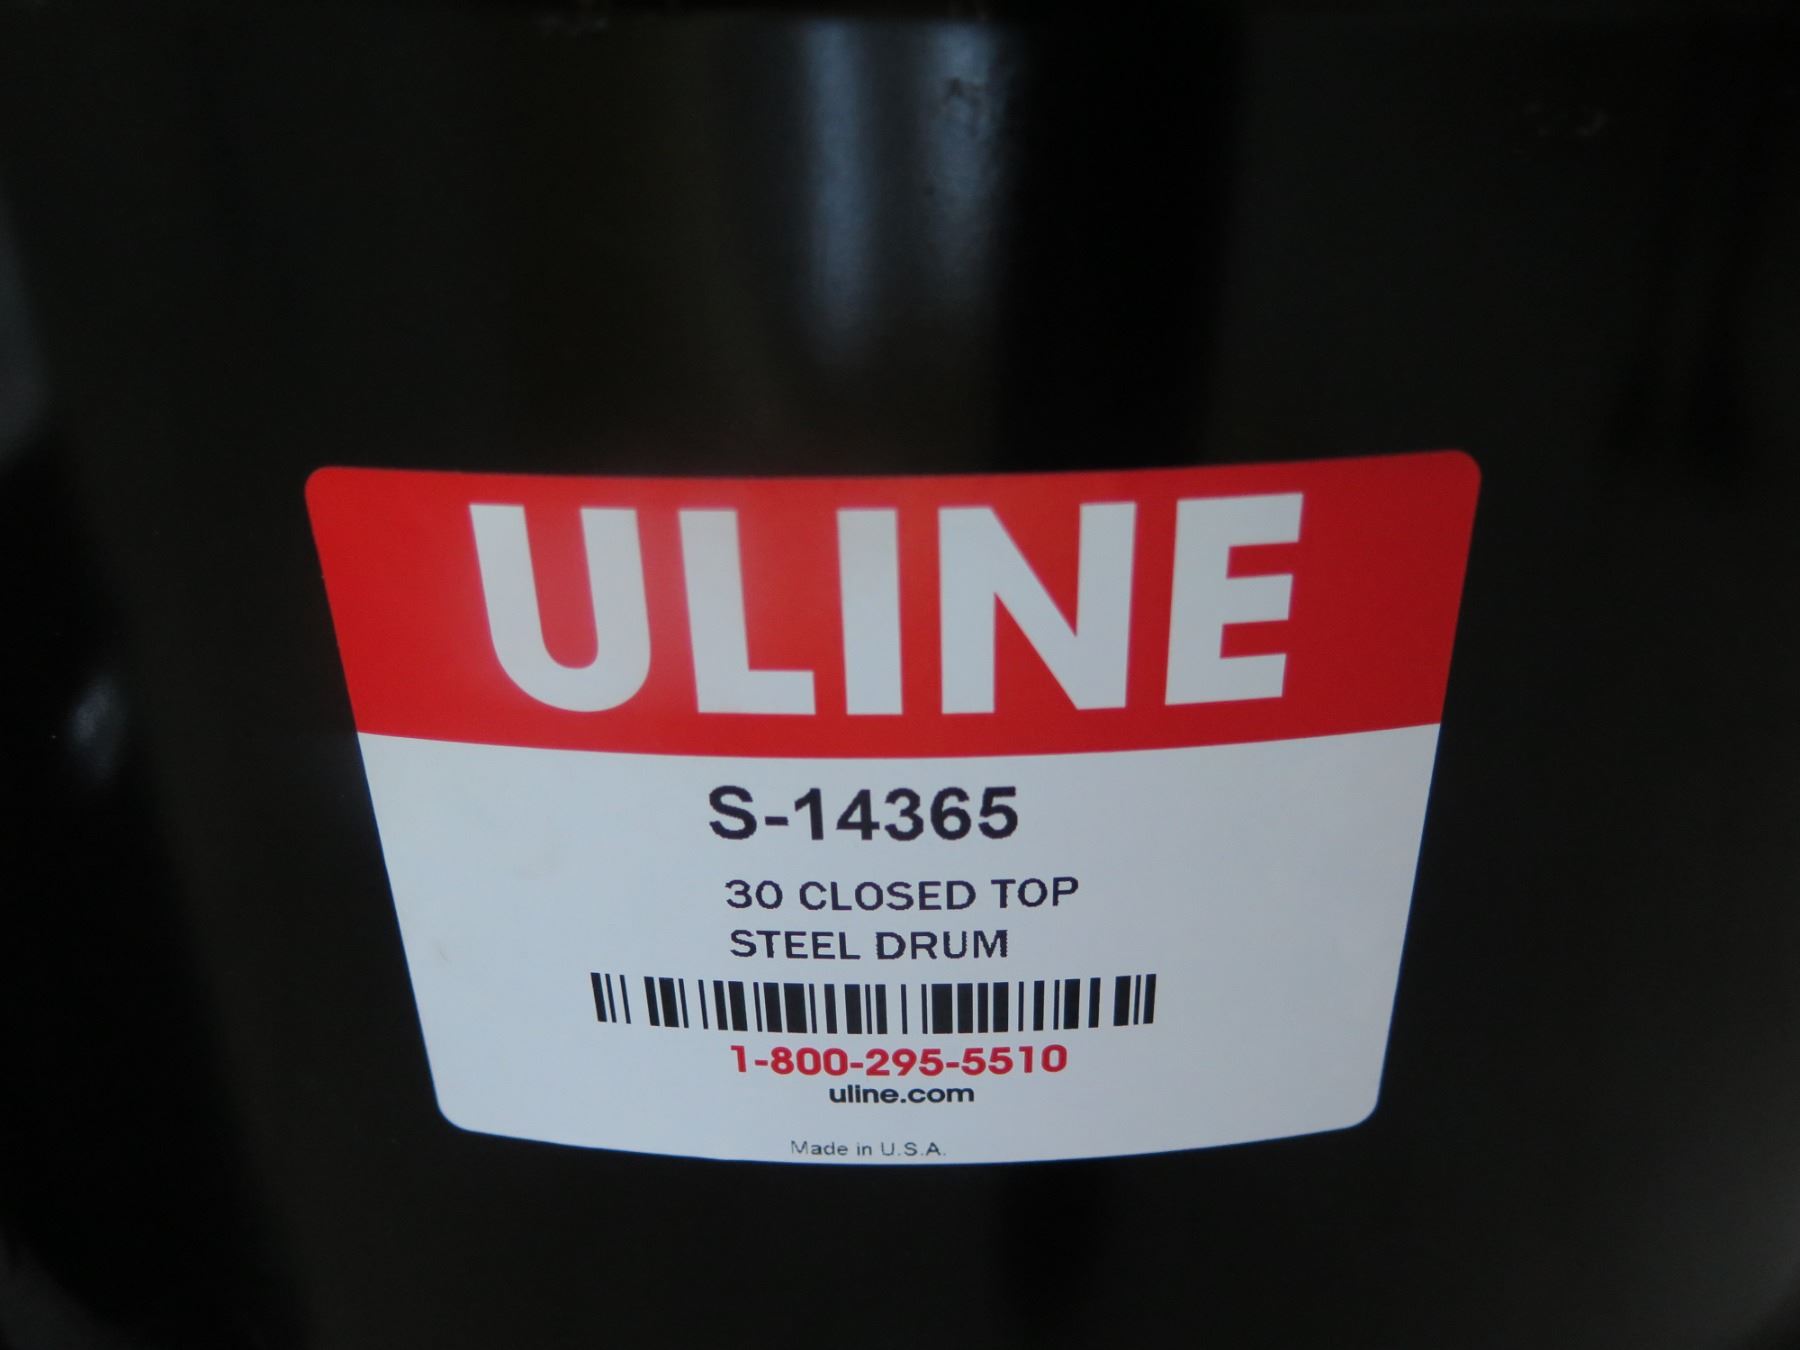 ULINE
S-14365
30 CLOSED TOP
STEEL DRUM
1-800-295-5510
uline.com
Made in U.S.A.